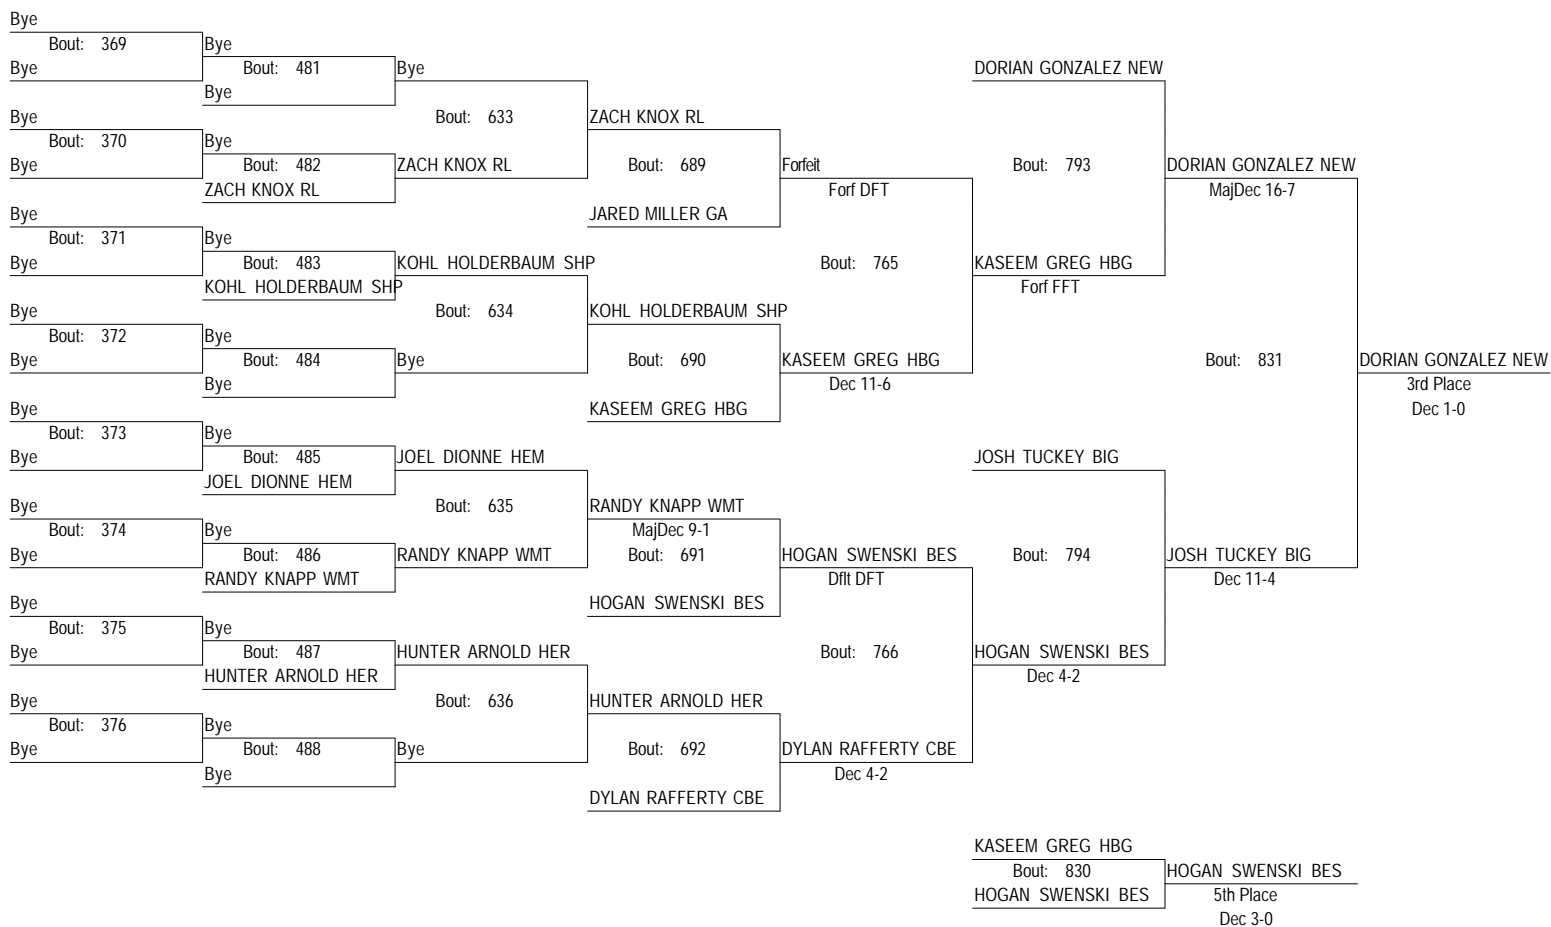 Bye
Bout: 369 Bye
Bye Bout: 481 Bye DORIAN GONZALEZ NEW
Bye
Bye Bout: 633 ZACH KNOX RL
Bout: 370 Bye
Bye Bout: 482 ZACH KNOX RL Bout: 689 Forfeit Bout: 793 DORIAN GONZALEZ NEW
ZACH KNOX RL Forf DFT MajDec 16-7
Bye JARED MILLER GA
Bout: 371 Bye
Bye Bout: 483 KOHL HOLDERBAUM SHP Bout: 765 KASEEM GREG HBG
KOHL HOLDERBAUM SHP Forf FFT
Bye Bout: 634 KOHL HOLDERBAUM SHP
Bout: 372 Bye
Bye Bout: 484 Bye Bout: 690 KASEEM GREG HBG Bout: 831 DORIAN GONZALEZ NEW
Bye Dec 11-6 3rd Place
Bye KASEEM GREG HBG Dec 1-0
Bout: 373 Bye
Bye Bout: 485 JOEL DIONNE HEM JOSH TUCKEY BIG
JOEL DIONNE HEM
Bye Bout: 635 RANDY KNAPP WMT
Bout: 374 Bye MajDec 9-1
Bye Bout: 486 RANDY KNAPP WMT Bout: 691 HOGAN SWENSKI BES Bout: 794 JOSH TUCKEY BIG
RANDY KNAPP WMT Dflt DFT Dec 11-4
Bye HOGAN SWENSKI BES
Bout: 375 Bye
Bye Bout: 487 HUNTER ARNOLD HER Bout: 766 HOGAN SWENSKI BES
HUNTER ARNOLD HER Dec 4-2
Bye Bout: 636 HUNTER ARNOLD HER
Bout: 376 Bye
Bye Bout: 488 Bye Bout: 692 DYLAN RAFFERTY CBE
Bye Dec 4-2
DYLAN RAFFERTY CBE
KASEEM GREG HBG
Bout: 830 HOGAN SWENSKI BES
HOGAN SWENSKI BES 5th Place
Dec 3-0